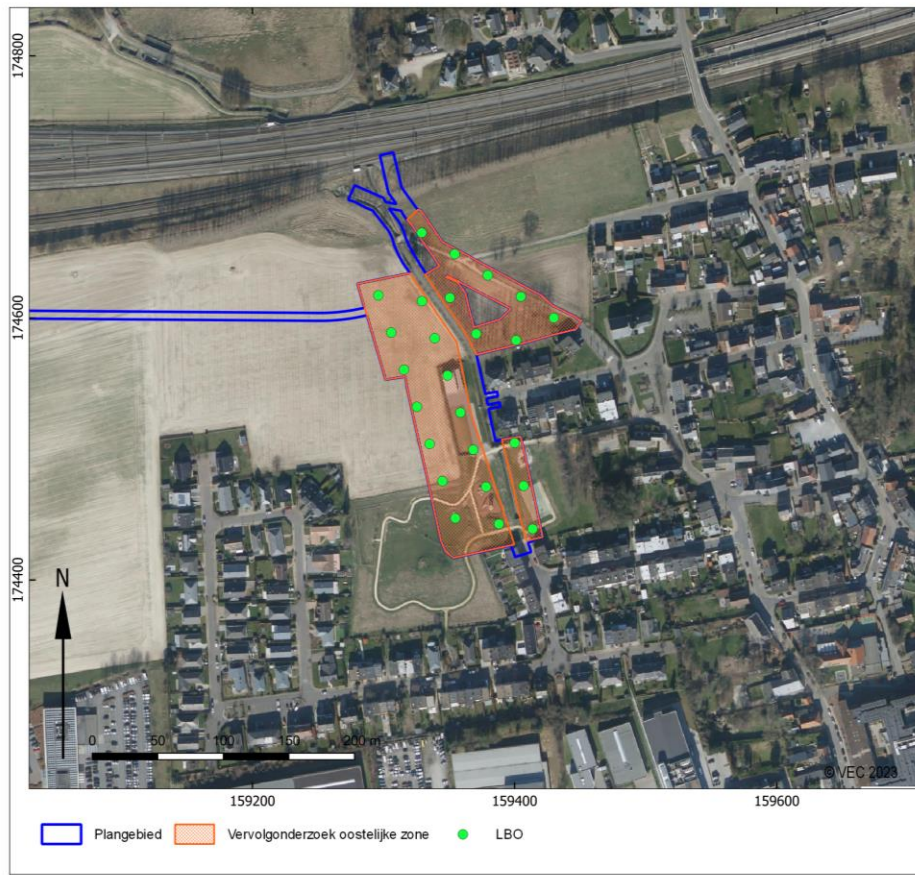 174800
174600
174400
N
0 50 100 150 200 m
© VEC 2023
159200 159400 159600
Plangebied Vervolgonderzoek oostelijke zone LBO